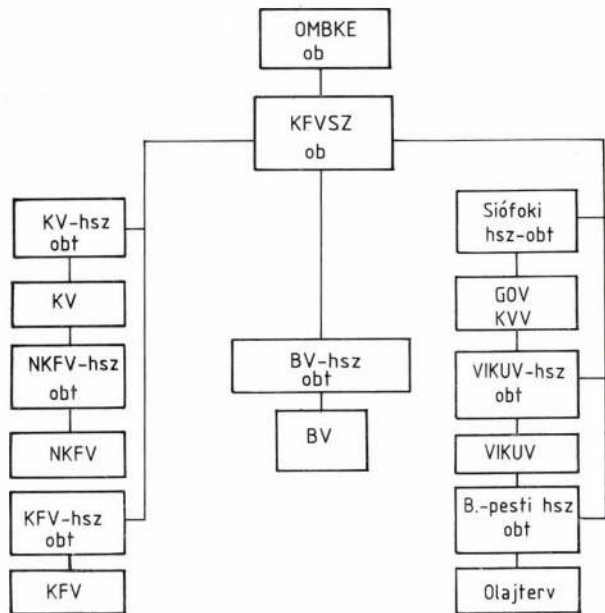 OMBKE
ob
KFVSZ
ob
KV-hsz
obt
KV
NKFV-hsz
obt
NKFV
KFV-hsz
obt
KFV
BV-hsz
obt
BV
Siófoki
hsz-obt
GOV
KVV
VIKUV-hsz
obt
VIKUV
B.-pesti hsz
obt
Olajterv